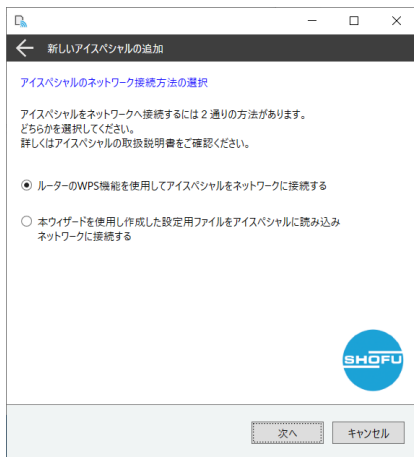 新しいアイスペシャルの追加
アイスペシャルのネットワーク接続方法の選択
アイスペシャルをネットワークへ接続するには２通りの方法があります。
どちらかを選択してください。
詳しくはアイスペシャルの取扱説明書をご確認ください。
ルーターのWPS機能を使用してアイスペシャルをネットワークに接続する
本ウィザードを使用し作成した設定用ファイルをアイスペシャルに読み込み
ネットワークに接続する
SHOFU
次へ
キャンセル